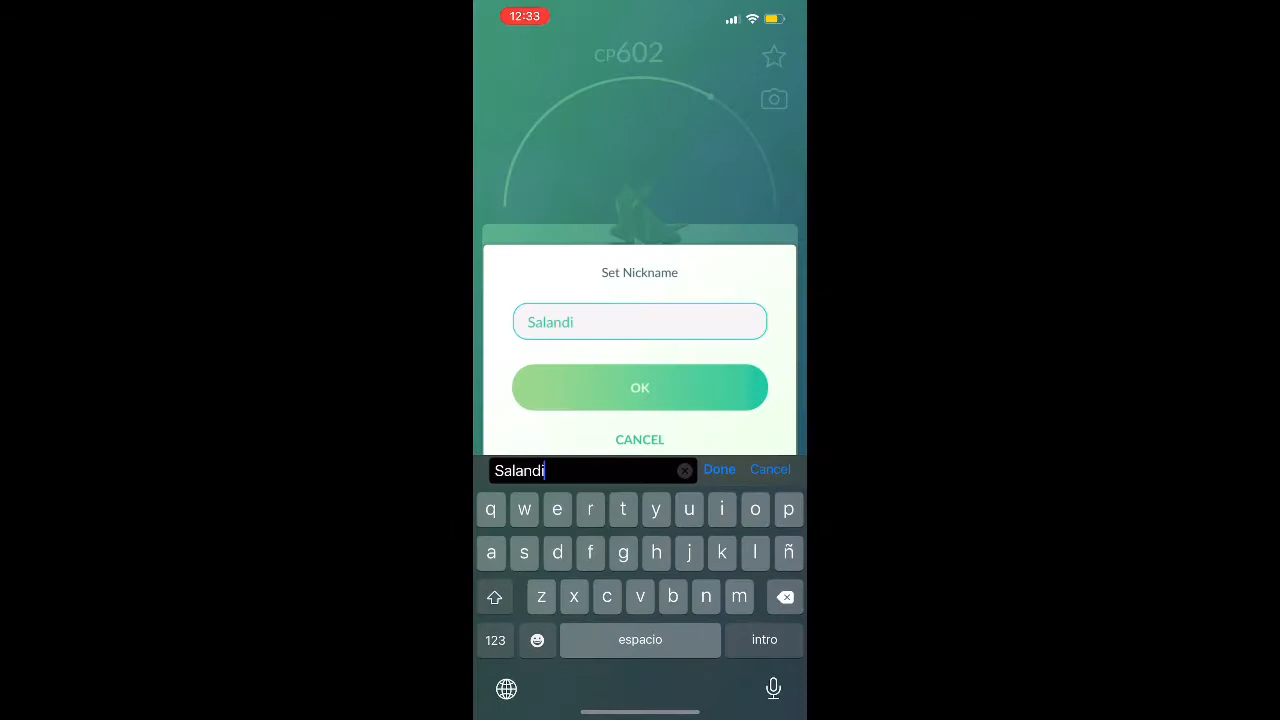 12:33
CP602
Set Nickname
Salandi
OK
CANCEL
Salandi Done Cancel
q w e r t y u i o p
a s d f g h j k l ñ
z x c v b n m
123 espacio intro